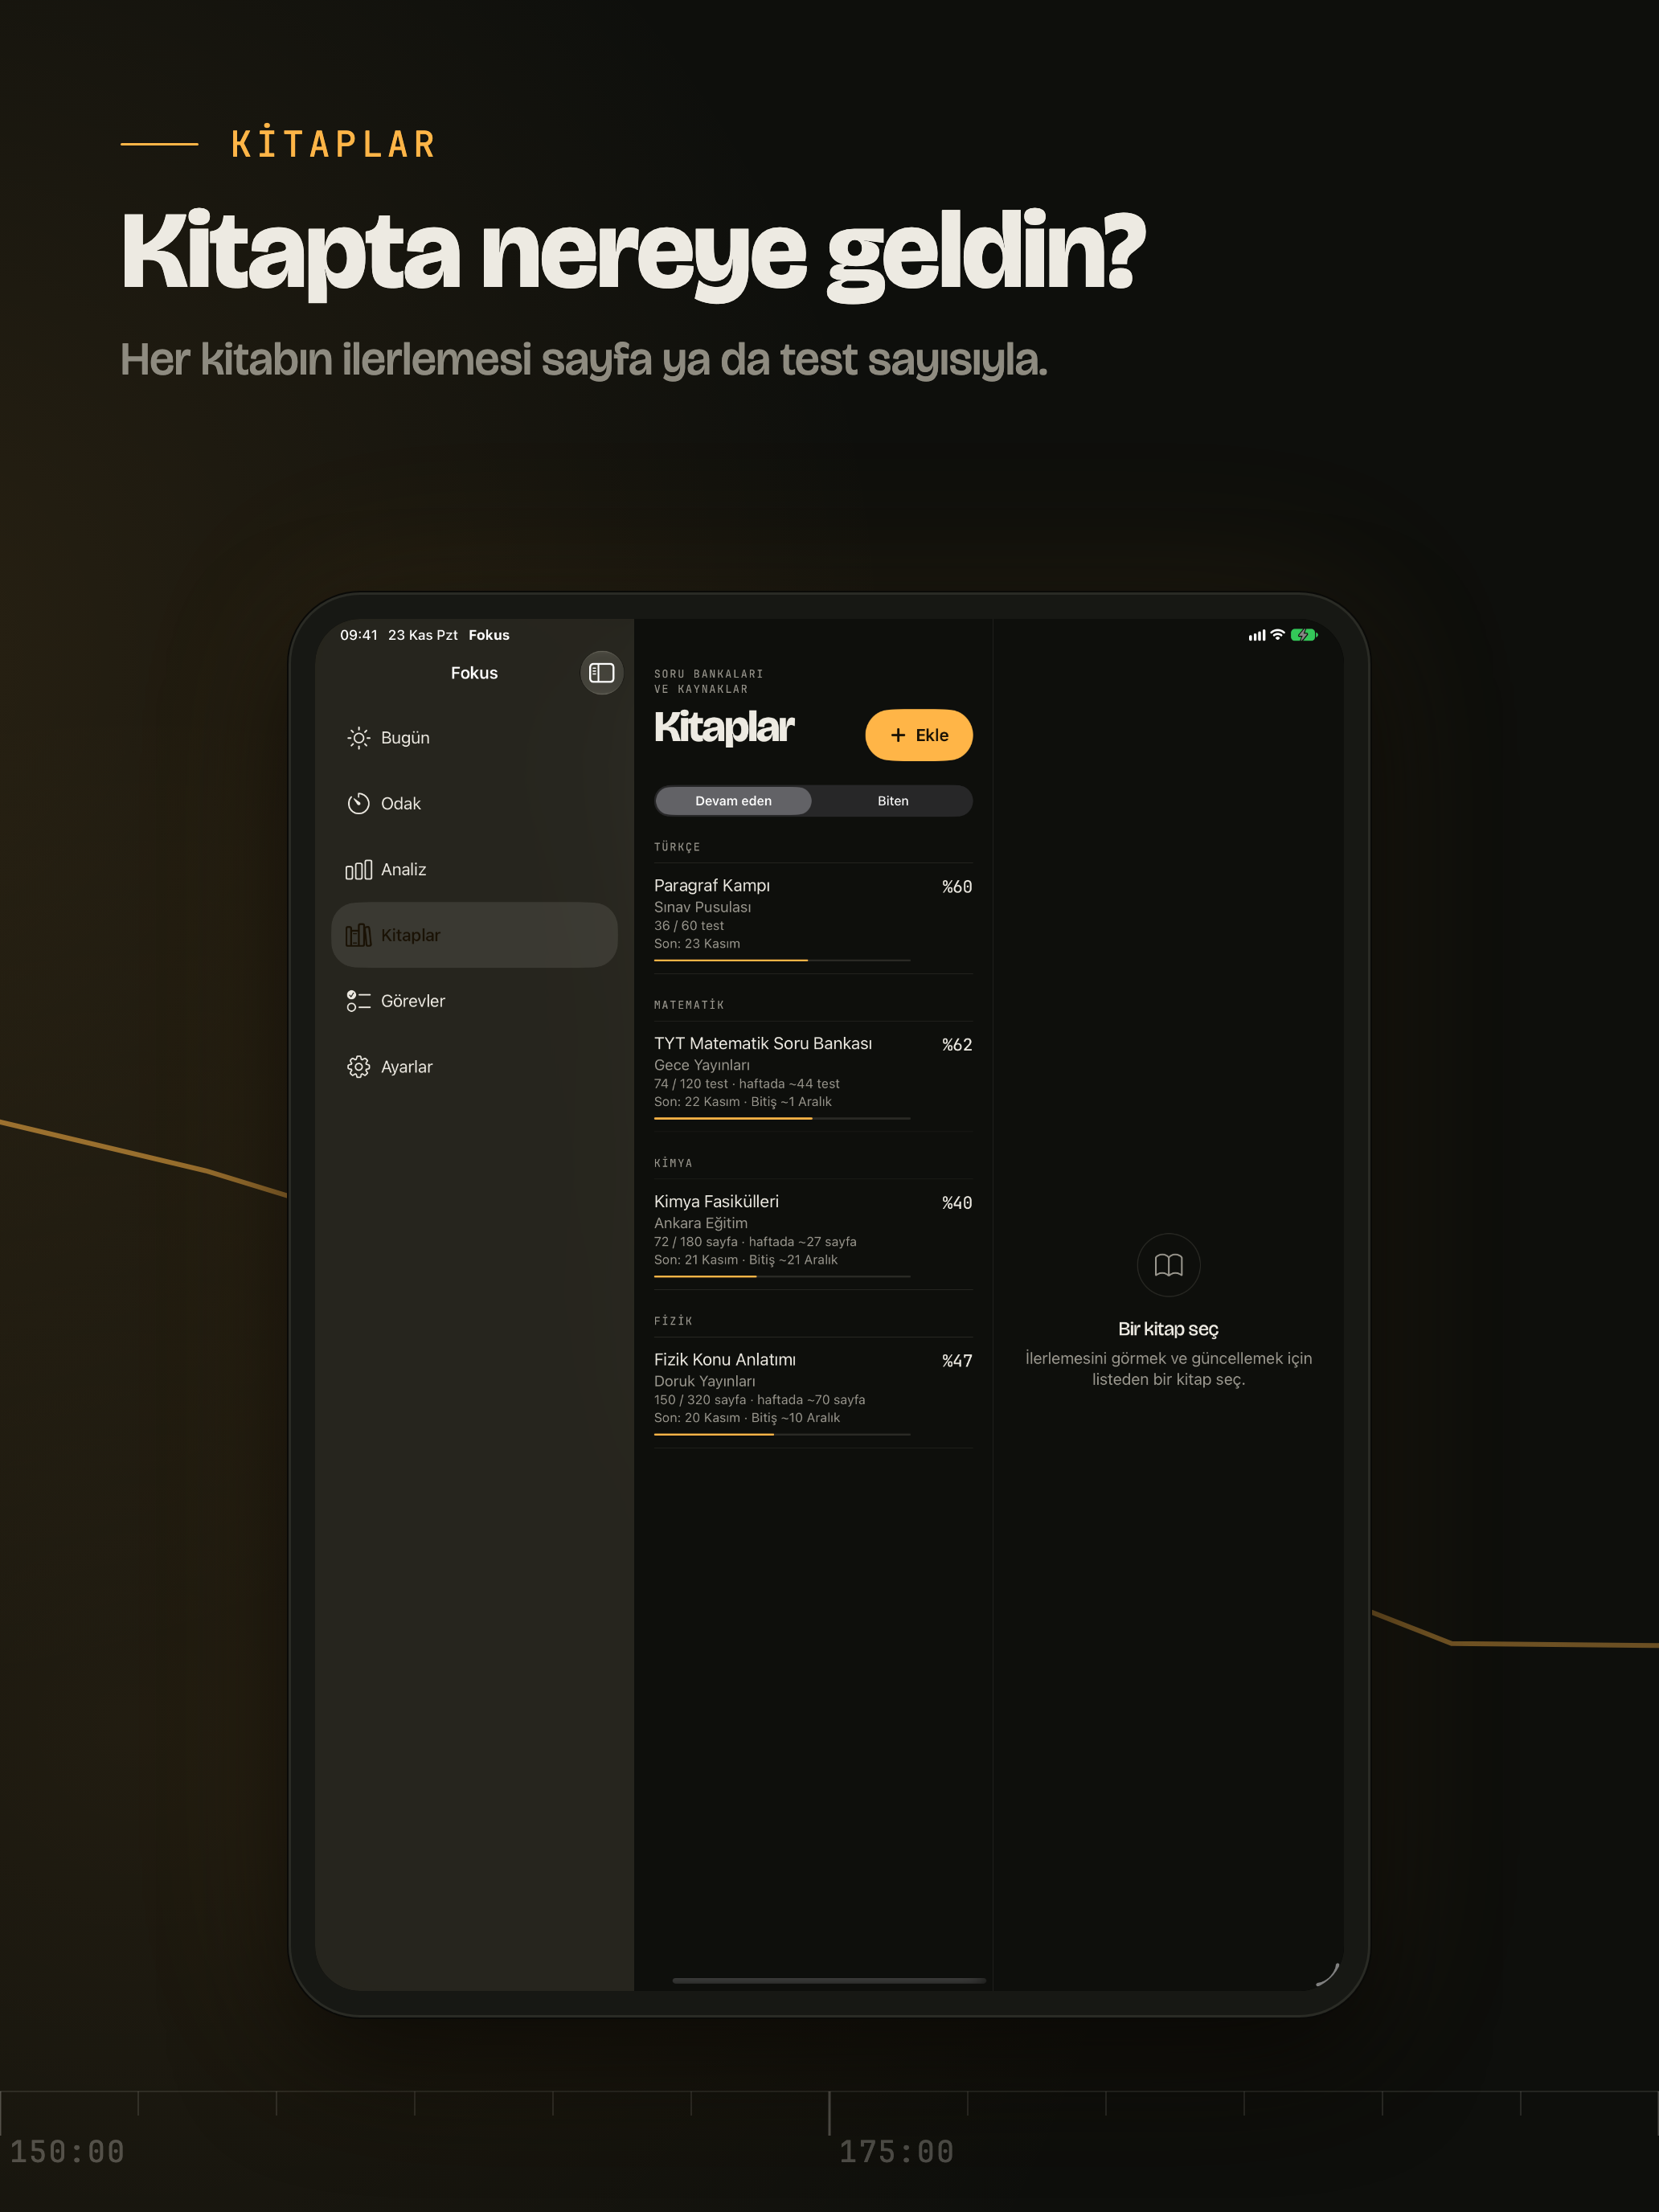 KİTAPLAR
Kitapta nereye geldin?
Her kitabın ilerlemesi sayfa ya da test sayısıyla.
09:41 23 Kas Pzt Fokus
Fokus
Bugün
Odak
Analiz
Kitaplar
Görevler
Ayarlar
SORU BANKALARI
VE KAYNAKLAR
Kitaplar
+ Ekle
Devam eden
Biten
TÜRKÇE
Paragraf Kampı %60
Sınav Pusulası
36 / 60 test
Son: 23 Kasım
MATEMATİK
TYT Matematik Soru Bankası %62
Gece Yayınları
74 / 120 test · haftada ~44 test
Son: 22 Kasım · Bitiş ~1 Aralık
KİMYA
Kimya Fasikülleri %40
Ankara Eğitim
72 / 180 sayfa · haftada ~27 sayfa
Son: 21 Kasım · Bitiş ~21 Aralık
FİZİK
Fizik Konu Anlatımı %47
Doruk Yayınları
150 / 320 sayfa · haftada ~70 sayfa
Son: 20 Kasım · Bitiş ~10 Aralık
Bir kitap seç
İlerlemesini görmek ve güncellemek için
listeden bir kitap seç.
150:00
175:00